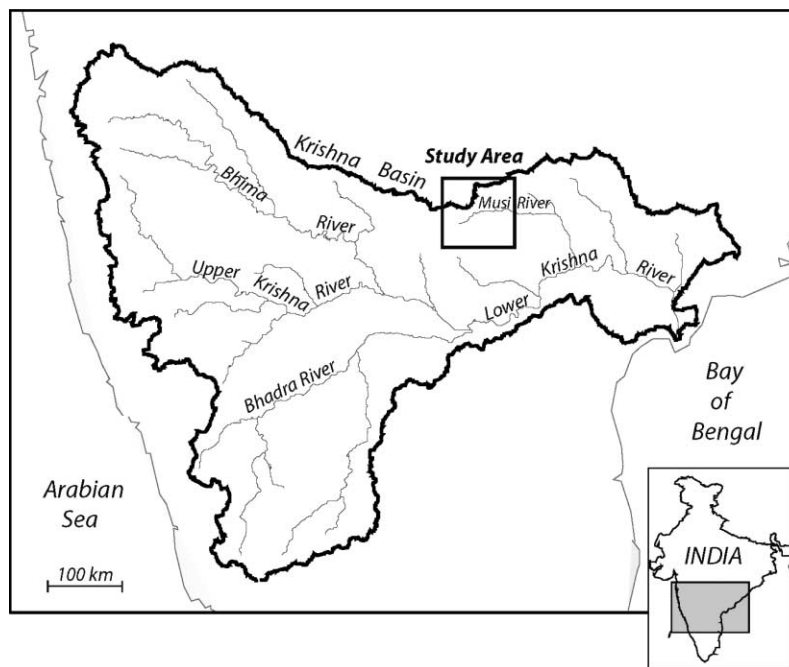 Krishna Basin
Study Area
Musi River
Bhima
River
Upper
Krishna
River
Krishna
River
Lower
Bhadra River
Bay
of
Bengal
Arabian
Sea
100 km
INDIA